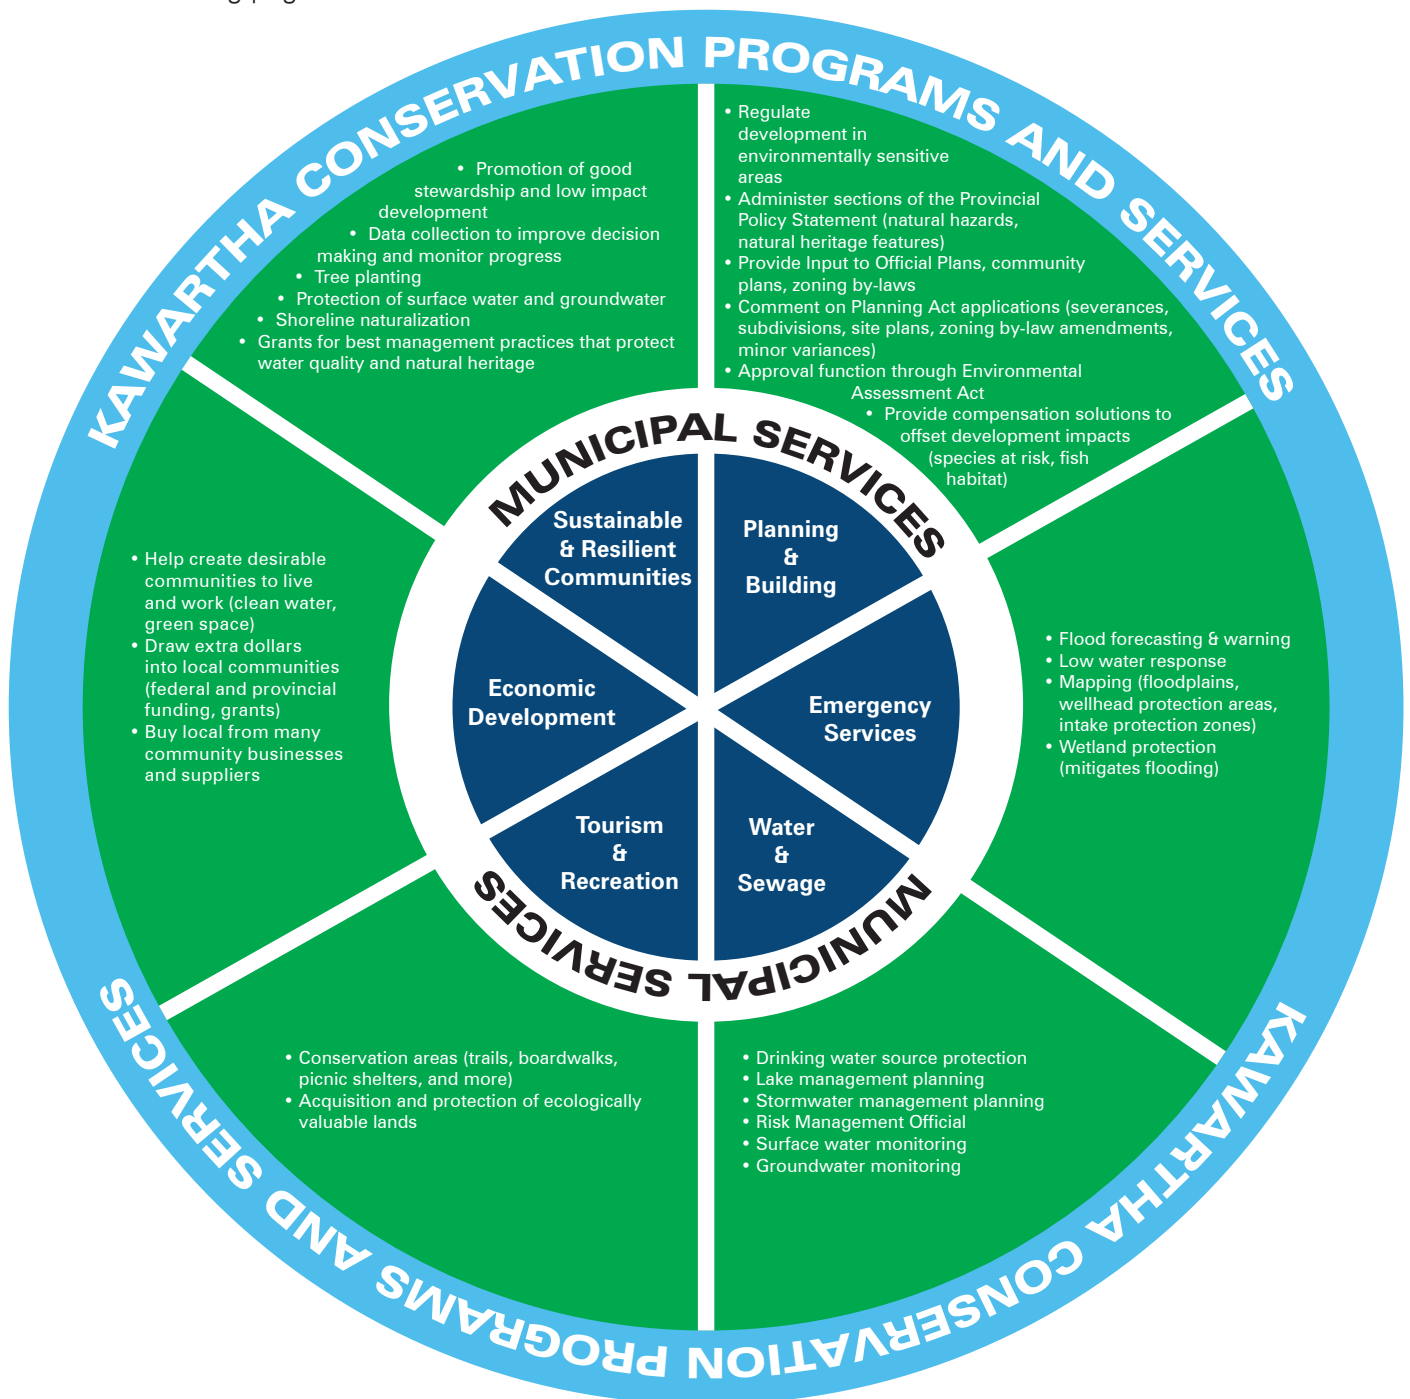 KAWARTHA CONSERVATION PROGRAMS AND SERVICES
• Promotion of good
stewardship and low impact
development
• Data collection to improve decision
making and monitor progress
• Tree planting
• Protection of surface water and groundwater
• Shoreline naturalization
• Grants for best management practices that protect
water quality and natural heritage
• Regulate
development in
environmentally sensitive
areas
• Administer sections of the Provincial
Policy Statement (natural hazards,
natural heritage features)
• Provide Input to Official Plans, community
plans, zoning by-laws
• Comment on Planning Act applications (severances,
subdivisions, site plans, zoning by-law amendments,
minor variances)
• Approval function through Environmental
Assessment Act
• Provide compensation solutions to
offset development impacts
(species at risk, fish
habitat)
MUNICIPAL SERVICES
Sustainable
& Resilient
Communities
Planning
&
Building
• Help create desirable
communities to live
and work (clean water,
green space)
• Draw extra dollars
into local communities
(federal and provincial
funding, grants)
• Buy local from many
community businesses
and suppliers
Economic
Development
Emergency
Services
• Flood forecasting & warning
• Low water response
• Mapping (floodplains,
wellhead protection areas,
intake protection zones)
• Wetland protection
(mitigates flooding)
Tourism
&
Recreation
Water
&
Sewage
MUNICIPAL SERVICES
• Conservation areas (trails, boardwalks,
picnic shelters, and more)
• Acquisition and protection of ecologically
valuable lands
• Drinking water source protection
• Lake management planning
• Stormwater management planning
• Risk Management Official
• Surface water monitoring
• Groundwater monitoring
KAWARTHA CONSERVATION PROGRAMS AND SERVICES